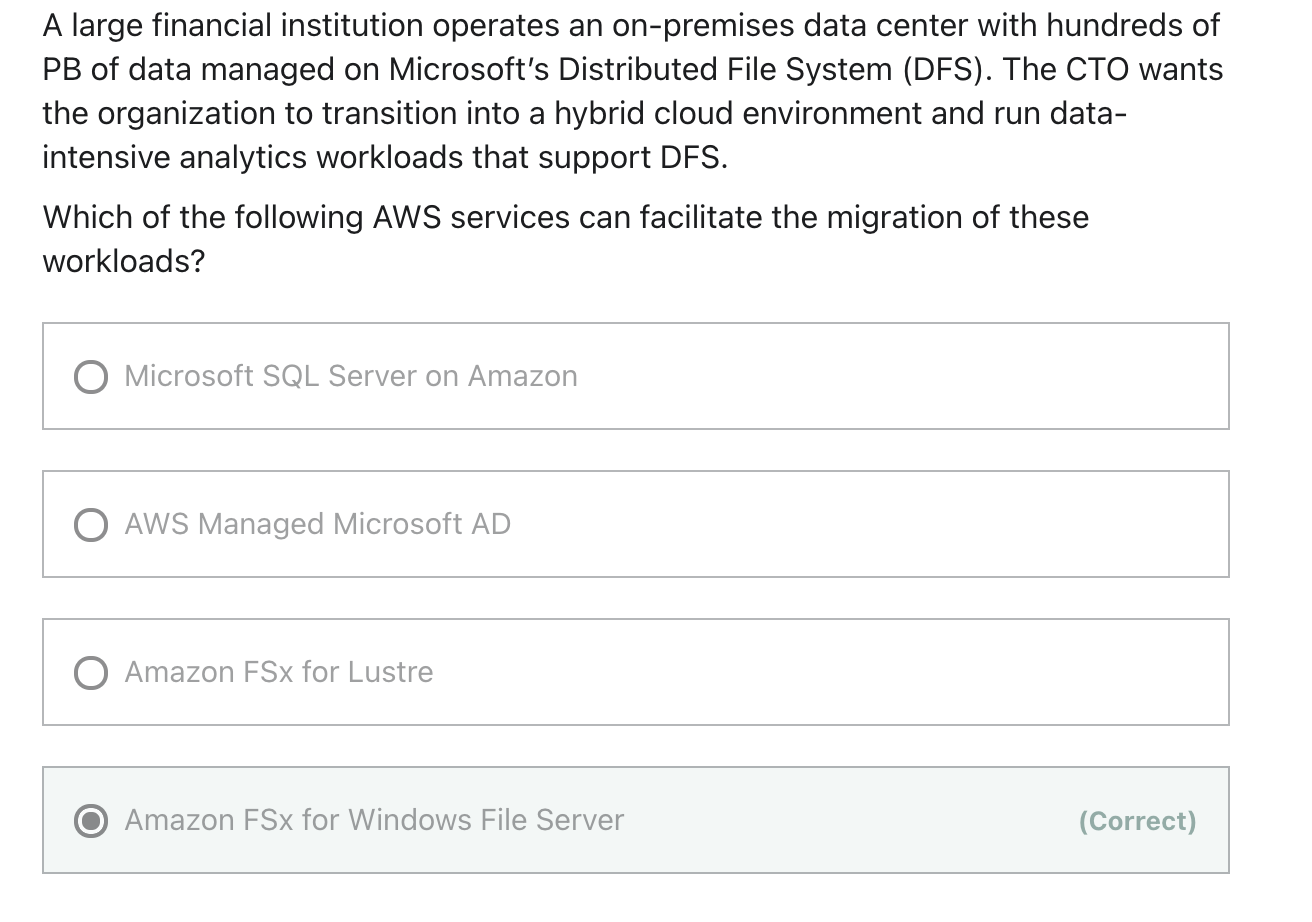 A large financial institution operates an on-premises data center with hundreds of
PB of data managed on Microsoft's Distributed File System (DFS). The CTO wants
the organization to transition into a hybrid cloud environment and run data-
intensive analytics workloads that support DFS.
Which of the following AWS services can facilitate the migration of these
workloads?
Microsoft SQL Server on Amazon
AWS Managed Microsoft AD
Amazon FSx for Lustre
Amazon FSx for Windows File Server (Correct)